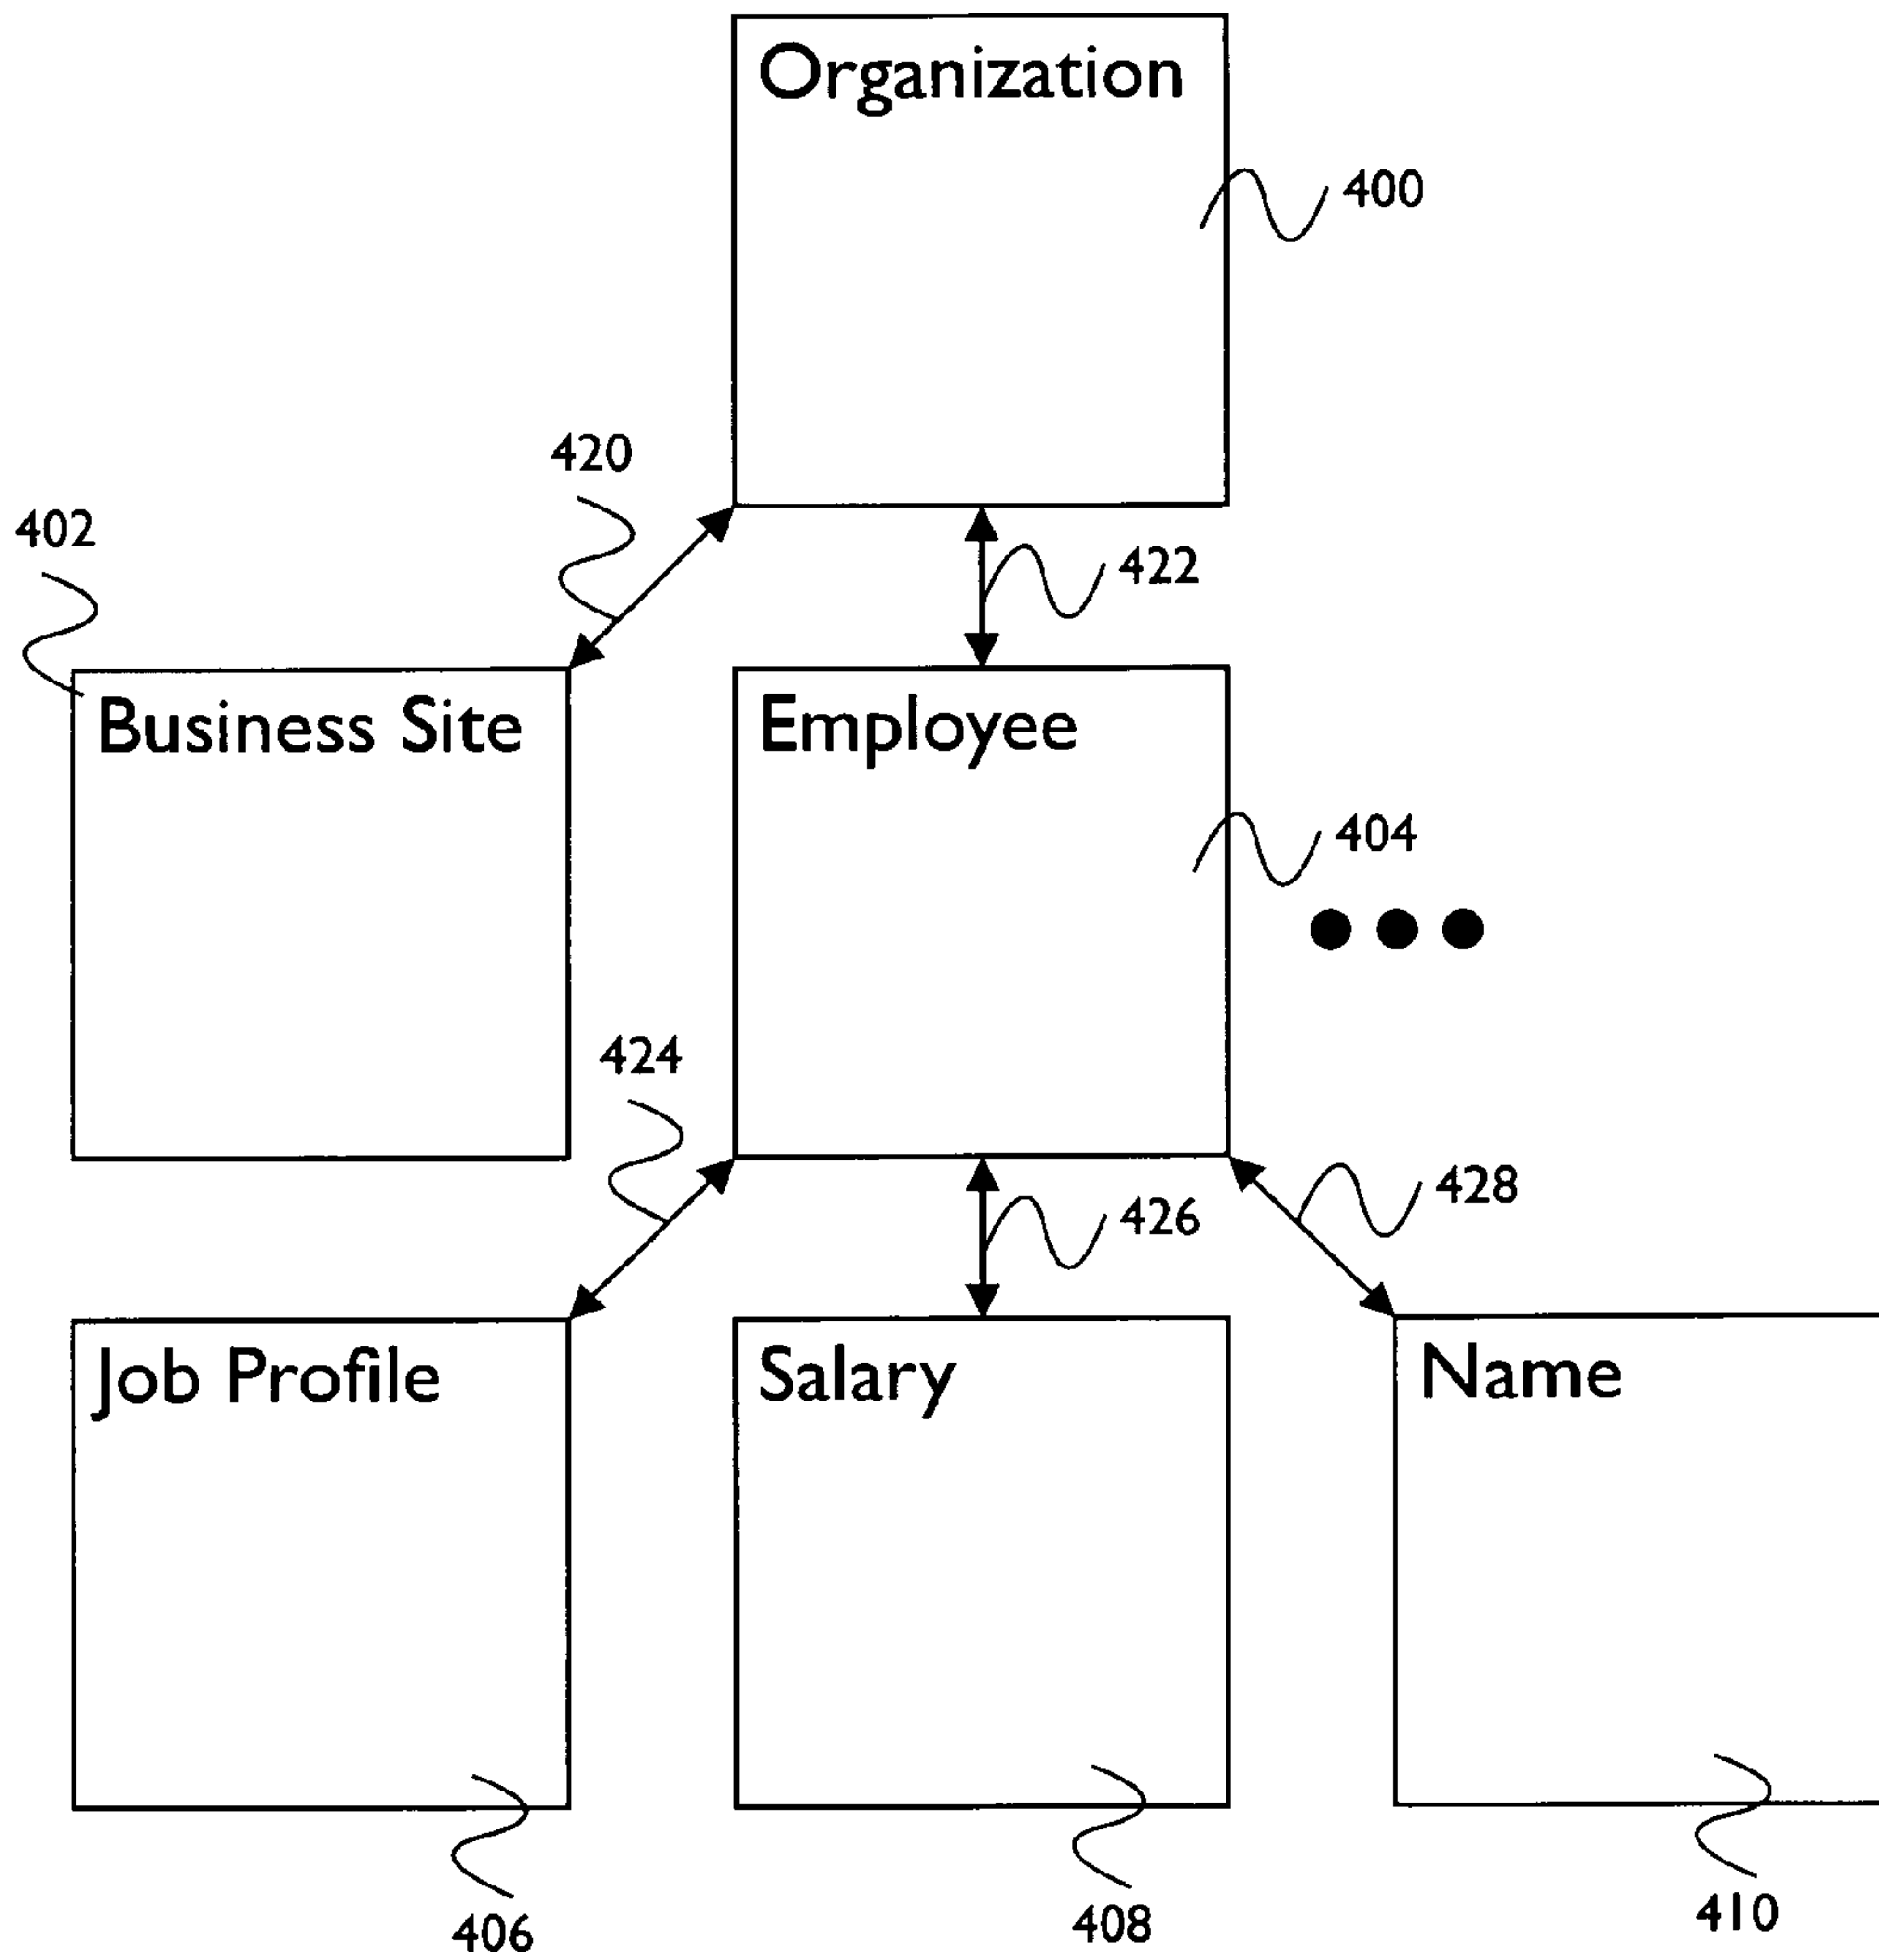 Organization
400
420
402
422
Business Site
Employee
404
424
428
426
Job Profile
Salary
Name
406
408
410